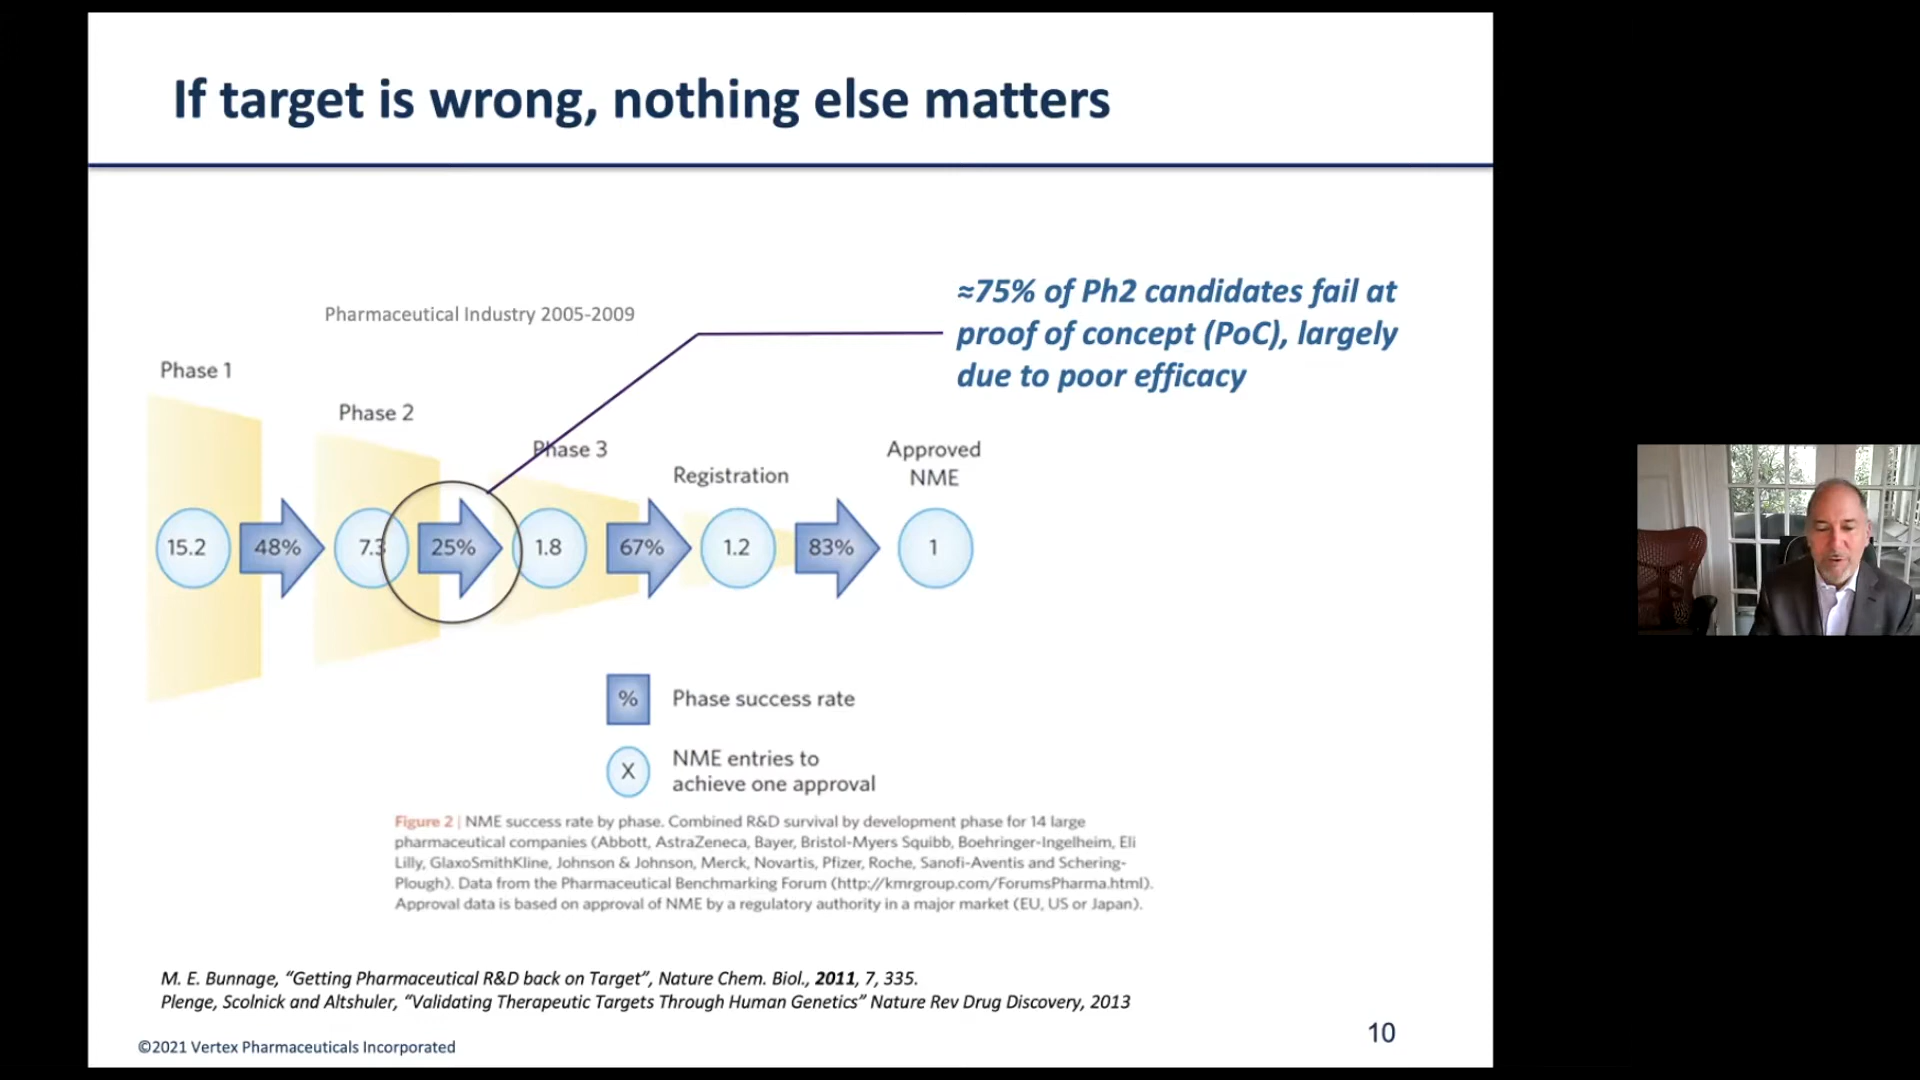 If target is wrong, nothing else matters
≈75% of Ph2 candidates fail at
proof of concept (PoC), largely
due to poor efficacy
Pharmaceutical Industry 2005-2009
Phase 1
Phase 2
Phase 3
Registration
Approved
NME
15.2
48%
7.3
25%
1.8
67%
1.2
83%
1
% Phase success rate
X NME entries to
achieve one approval
Figure 2 | NME success rate by phase. Combined R&D survival by development phase for 14 large
pharmaceutical companies (Abbott, AstraZeneca, Bayer, Bristol-Myers Squibb, Boehringer-Ingelheim, Eli
Lilly, GlaxoSmithKline, Johnson & Johnson, Merck, Novartis, Pfizer, Roche, Sanofi-Aventis and Schering-
Plough). Data from the Pharmaceutical Benchmarking Forum (http://kmrgroup.com/ForumsPharma.html).
Approval data is based on approval of NME by a regulatory authority in a major market (EU, US or Japan).
M. E. Bunnage, “Getting Pharmaceutical R&D back on Target”, Nature Chem. Biol., 2011, 7, 335.
Plenge, Scolnick and Altshuler, “Validating Therapeutic Targets Through Human Genetics” Nature Rev Drug Discovery, 2013
10
©2021 Vertex Pharmaceuticals Incorporated